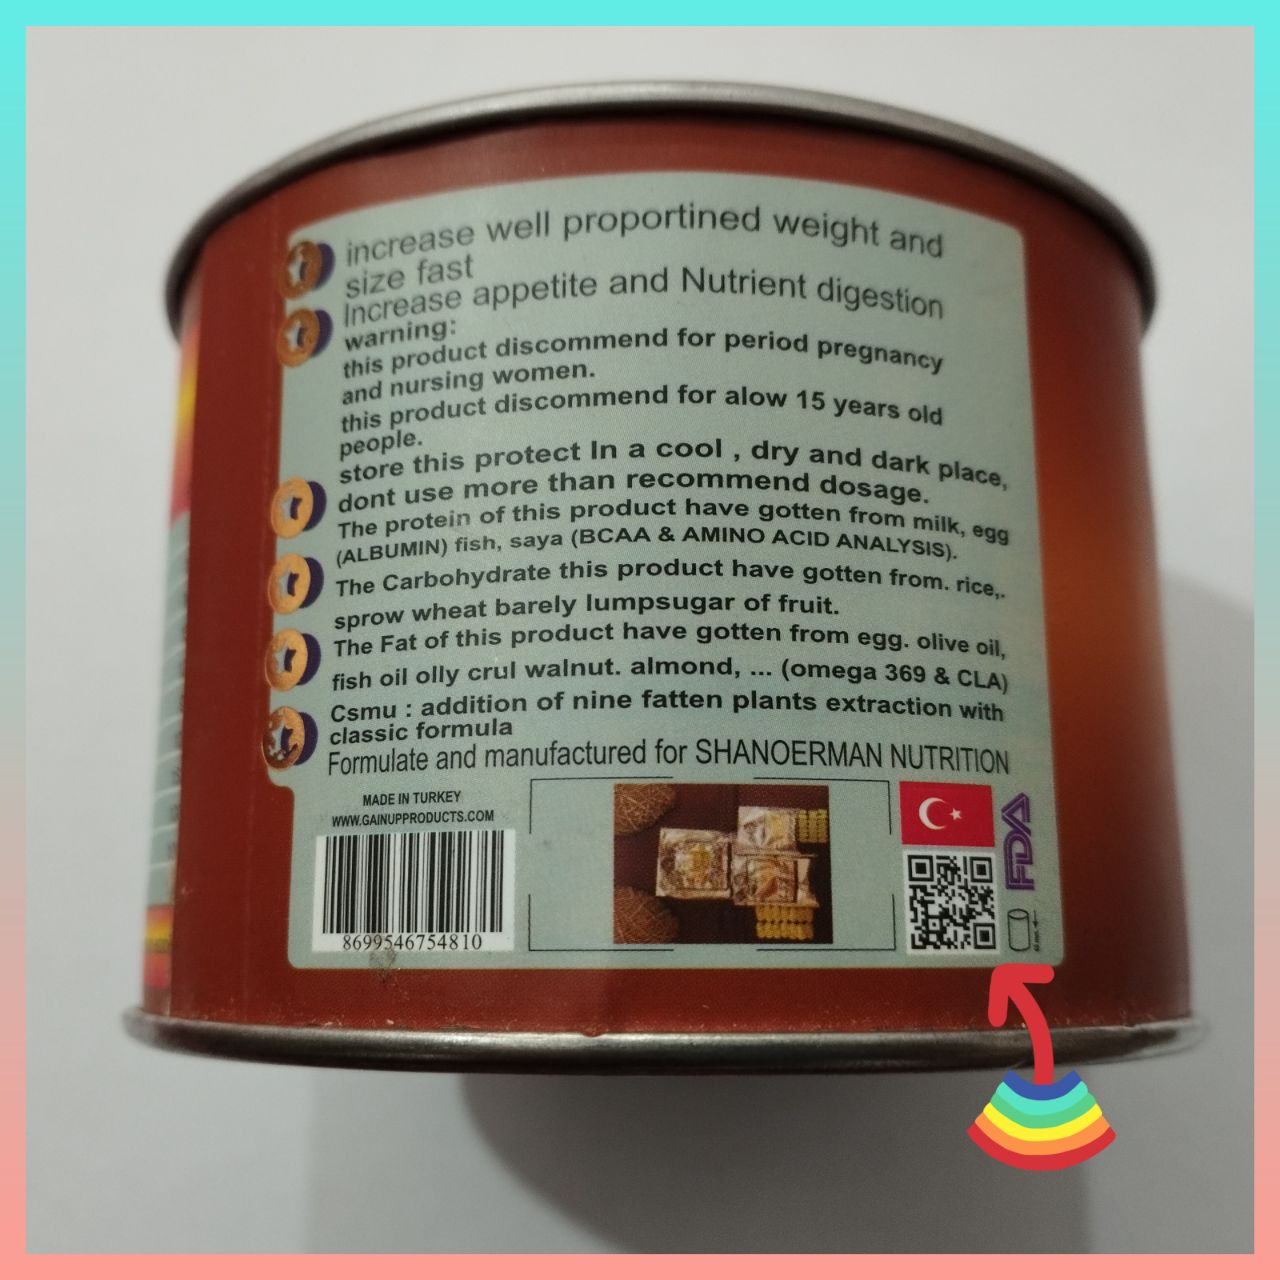 increase well proportined weight and
size fast
Increase appetite and Nutrient digestion
warning:
this product discommend for period pregnancy
and nursing women.
this product discommend for alow 15 years old
people.
store this protect In a cool , dry and dark place,
dont use more than recommend dosage.
The protein of this product have gotten from milk, egg
(ALBUMIN) fish, saya (BCAA & AMINO ACID ANALYSIS).
The Carbohydrate this product have gotten from. rice,.
sprow wheat barely lumpsugar of fruit.
The Fat of this product have gotten from egg. olive oil,
fish oil olly crul walnut. almond, ... (omega 369 & CLA)
Csmu : addition of nine fatten plants extraction with
classic formula
Formulate and manufactured for SHANOERMAN NUTRITION
MADE IN TURKEY
WWW.GAINUPPRODUCTS.COM
8699546754810
FDA